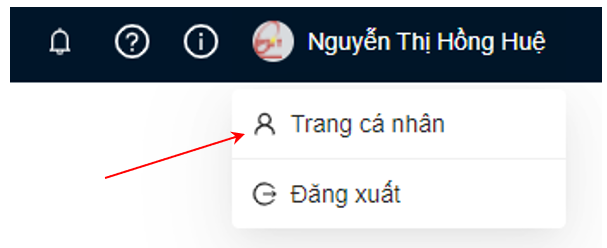 Nguyễn Thị Hồng Huệ
Trang cá nhân
Đăng xuất